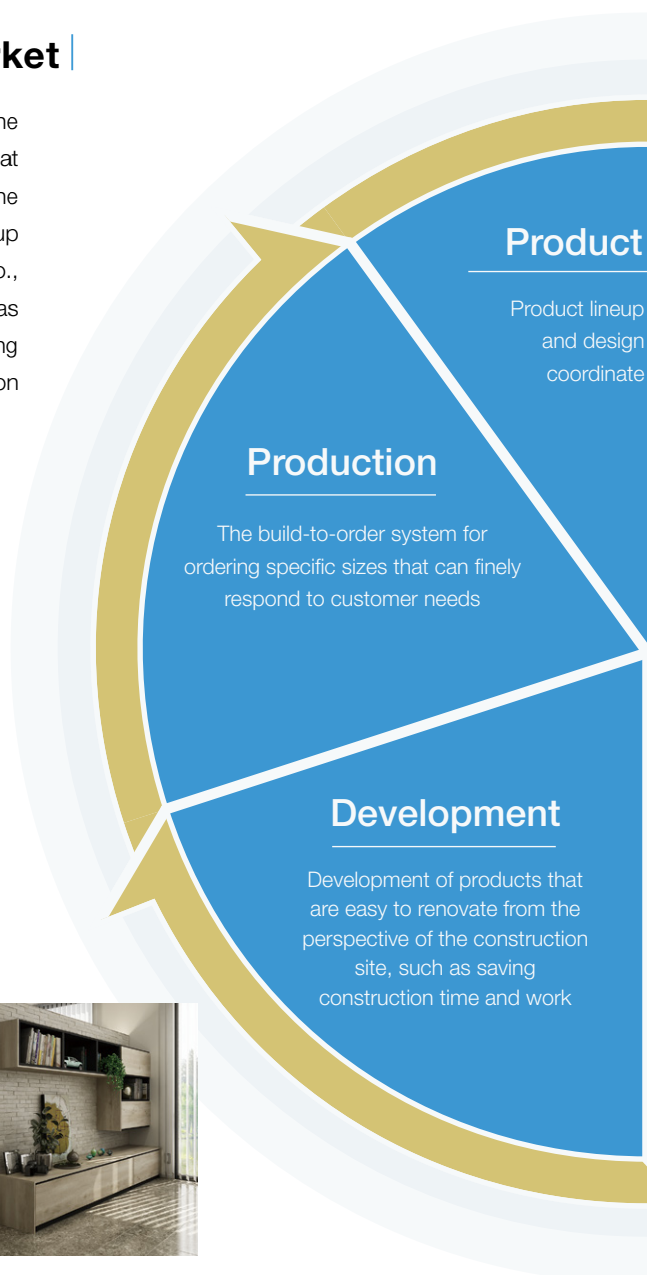 rket
he
at
he
up
o.,
as
ng
on
Product
Product lineup
and design
coordinate
Production
The build-to-order system for
ordering specific sizes that can finely
respond to customer needs
Development
Development of products that
are easy to renovate from the
perspective of the construction
site, such as saving
construction time and work